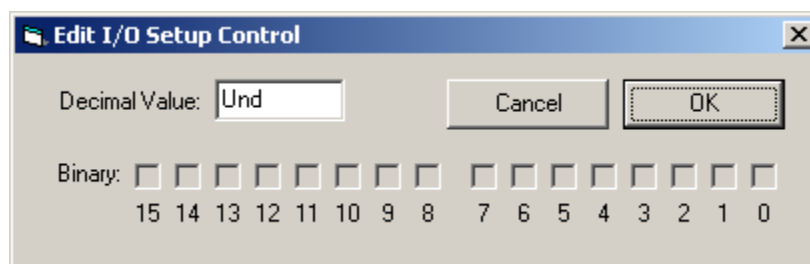 Edit I/O Setup Control
Decimal Value: Und Cancel OK
Binary:
15 14 13 12 11 10 9 8 7 6 5 4 3 2 1 0